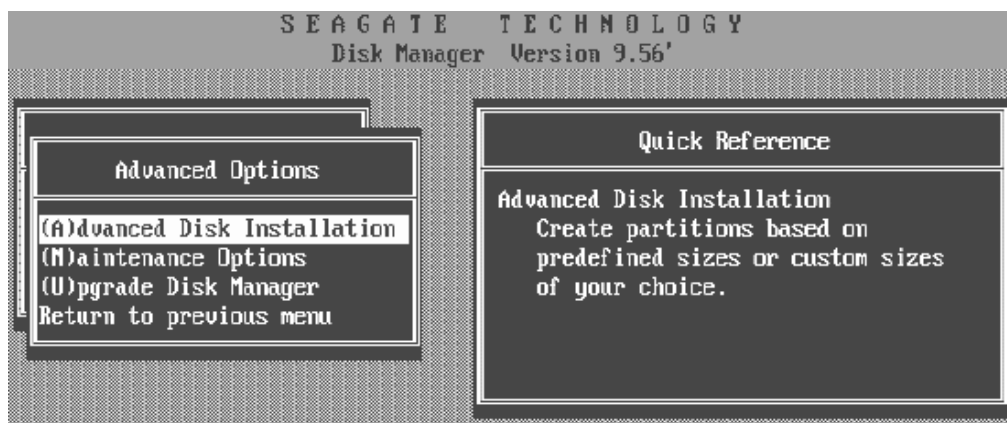 SEAGATE TECHNOLOGY
Disk Manager Version 9.56'
Advanced Options
(A)dvanced Disk Installation
(M)aintenance Options
(U)pgrade Disk Manager
Return to previous menu
Quick Reference
Advanced Disk Installation
Create partitions based on
predefined sizes or custom sizes
of your choice.